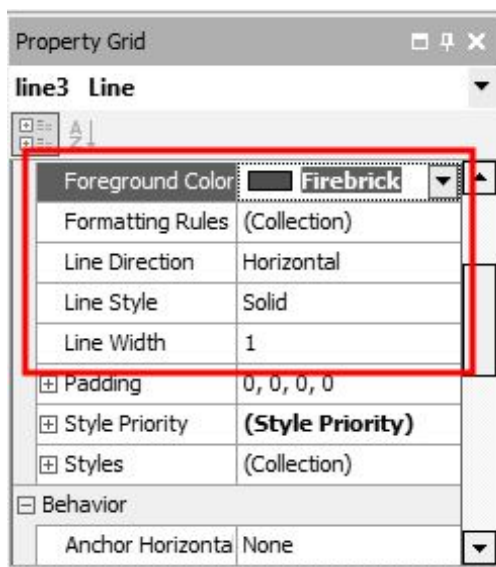 Property Grid
line3 Line
Foreground Color Firebrick
Formatting Rules (Collection)
Line Direction Horizontal
Line Style Solid
Line Width 1
Padding 0, 0, 0, 0
Style Priority (Style Priority)
Styles (Collection)
Behavior
Anchor Horizonta None